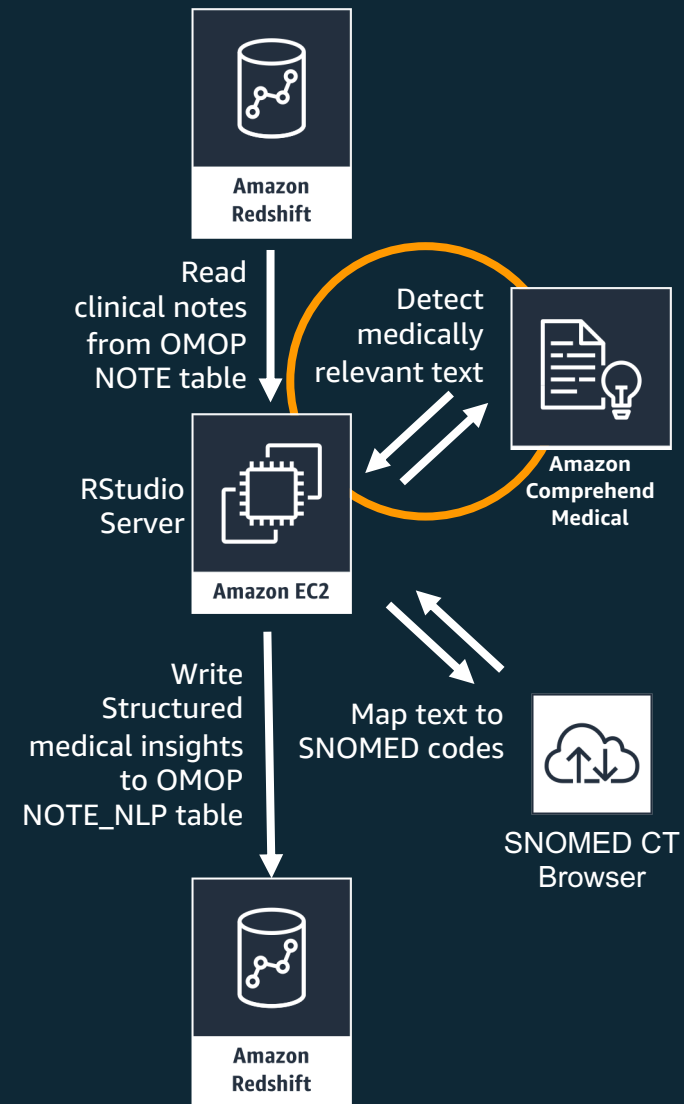 Amazon
Redshift
Read
clinical notes
from OMOP
NOTE table
Detect
medically
relevant text
Amazon
Comprehend
Medical
RStudio
Server
Amazon EC2
Write
Structured
medical insights
to OMOP
NOTE_NLP table
Map text to
SNOMED codes
SNOMED CT
Browser
Amazon
Redshift